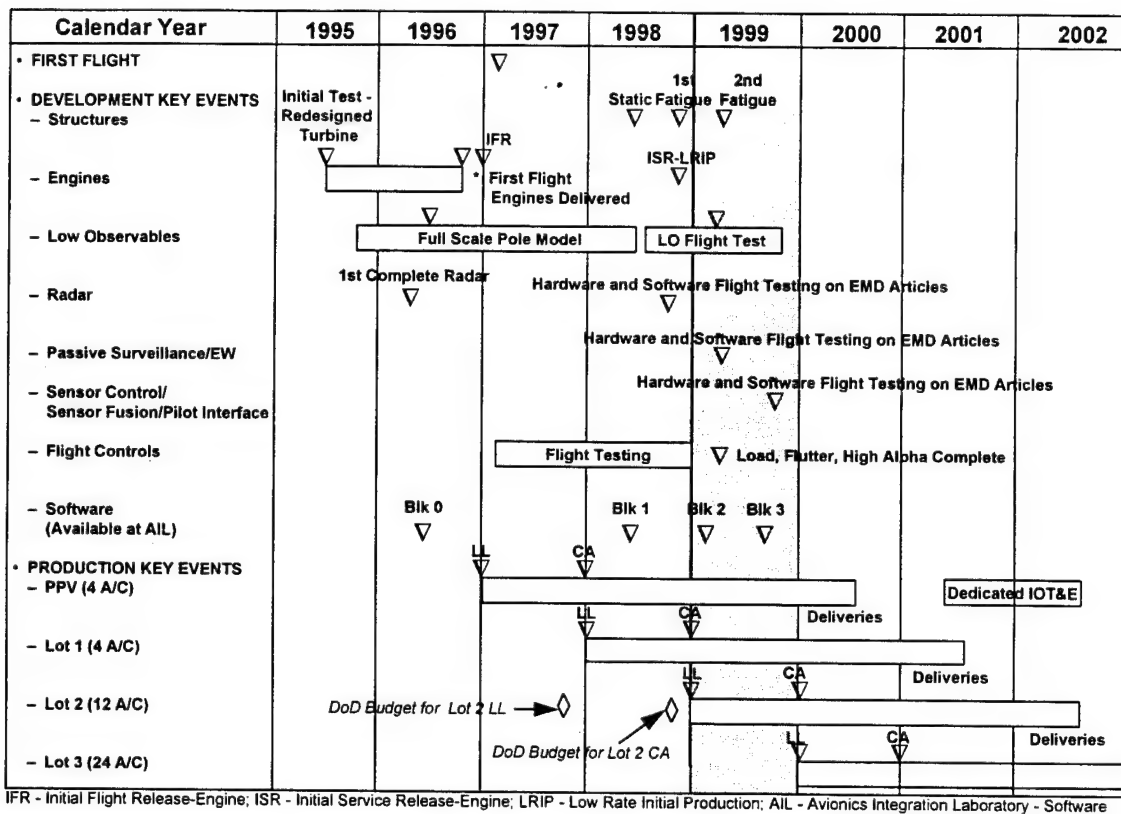 Calendar Year 1995 1996 1997 1998 1999 2000 2001 2002
• FIRST FLIGHT
• DEVELOPMENT KEY EVENTS
– Structures
Initial Test -
Redesigned
Turbine
Static
1st
Fatigue
2nd
Fatigue
– Engines
IFR
* First Flight
Engines Delivered
ISR-LRIP
– Low Observables
Full Scale Pole Model
LO Flight Test
– Radar
1st Complete Radar
Hardware and Software Flight Testing on EMD Articles
– Passive Surveillance/EW
Hardware and Software Flight Testing on EMD Articles
– Sensor Control/
Sensor Fusion/Pilot Interface
Hardware and Software Flight Testing on EMD Articles
– Flight Controls
Flight Testing
Load, Flutter, High Alpha Complete
– Software
(Available at AIL)
Blk 0
Blk 1
Blk 2
Blk 3
• PRODUCTION KEY EVENTS
– PPV (4 A/C)
LL
CA
Dedicated IOT&E
Deliveries
– Lot 1 (4 A/C)
LL
CA
Deliveries
– Lot 2 (12 A/C)
DoD Budget for Lot 2 LL
DoD Budget for Lot 2 CA
LL
CA
Deliveries
– Lot 3 (24 A/C)
LL
CA
IFR - Initial Flight Release-Engine; ISR - Initial Service Release-Engine; LRIP - Low Rate Initial Production; AIL - Avionics Integration Laboratory - Software